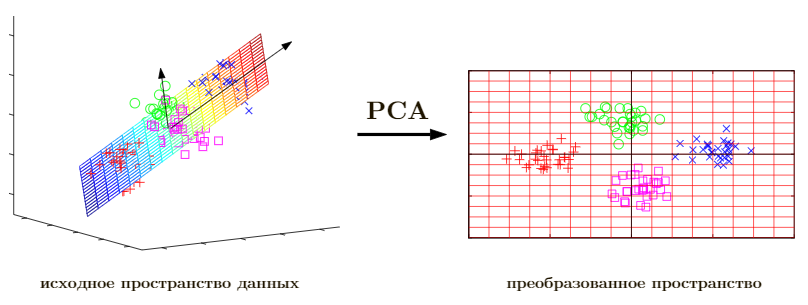 PCA
исходное пространство данных
преобразованное пространство